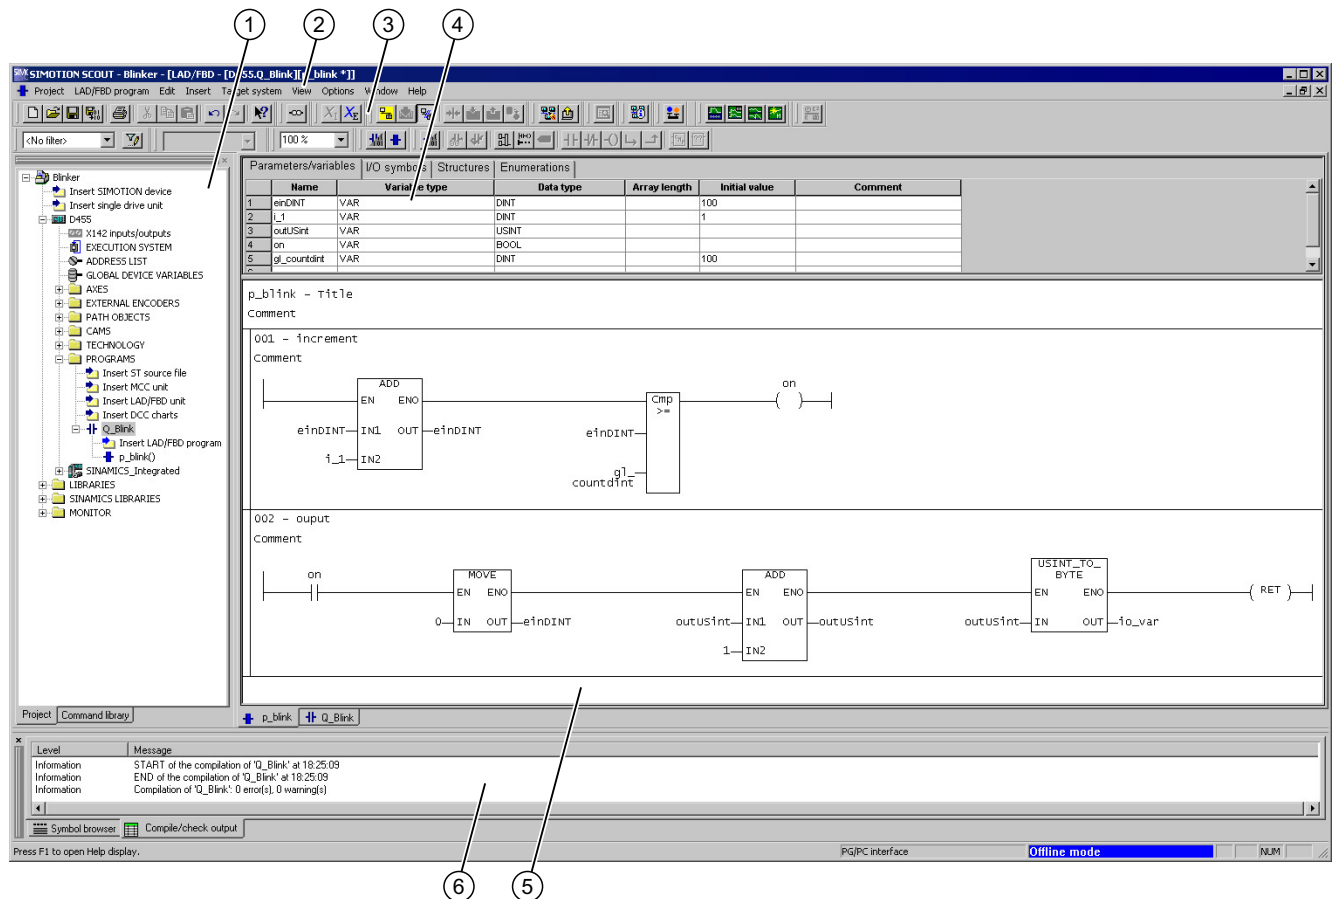 1 2 3 4
SIMOTION SCOUT - Blinker - [LAD/FBD - [D455.Q_Blink][p_blink *]]
Project LAD/FBD program Edit Insert Target system View Options Window Help
<No filter> 100 %
Blinker
Insert SIMOTION device
Insert single drive unit
D455
X142 inputs/outputs
EXECUTION SYSTEM
ADDRESS LIST
GLOBAL DEVICE VARIABLES
AXES
EXTERNAL ENCODERS
PATH OBJECTS
CAMS
TECHNOLOGY
PROGRAMS
Insert ST source file
Insert MCC unit
Insert LAD/FBD unit
Insert DCC charts
Q_Blink
Insert LAD/FBD program
p_blink()
SINAMICS_Integrated
LIBRARIES
SINAMICS LIBRARIES
MONITOR
Project Command library
Parameters/variables I/O symbols Structures Enumerations
Name Variable type Data type Array length Initial value Comment
1 einDINT VAR DINT 100
2 i_1 VAR DINT 1
3 outUSint VAR USINT
4 on VAR BOOL
5 gl_countdint VAR DINT 100
p_blink - Title
Comment
001 - increment
Comment
ADD
EN ENO
einDINT IN1 OUT einDINT
i_1 IN2
Cmp
>=
einDINT
gl_
countdint
on
002 - ouput
Comment
on
MOVE
EN ENO
0 IN OUT einDINT
ADD
EN ENO
outUSint IN1 OUT outUSint
1 IN2
USINT_TO_
BYTE
EN ENO
outUSint IN OUT io_var
RET
p_blink Q_Blink
Level Message
Information START of the compilation of 'Q_Blink' at 18:25:09
Information END of the compilation of 'Q_Blink' at 18:25:09
Information Compilation of 'Q_Blink': 0 error(s), 0 warning(s)
Symbol browser Compile/check output
Press F1 to open Help display. PG/PC interface Offline mode NUM
6 5